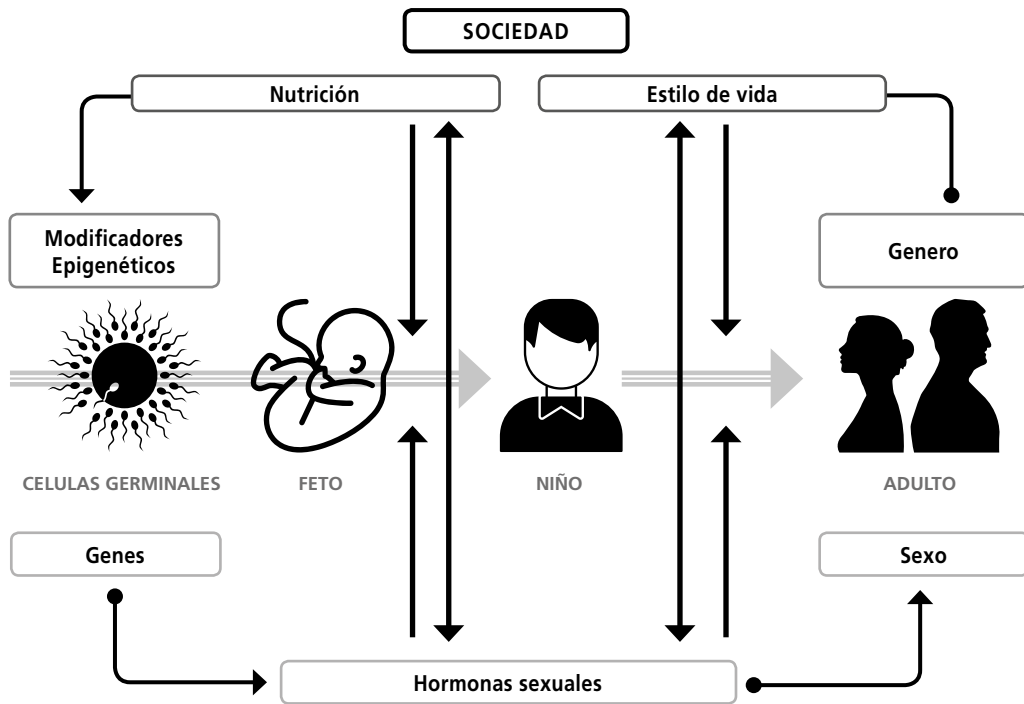 SOCIEDAD
Nutrición
Estilo de vida
Modificadores
Epigenéticos
Genero
CELULAS GERMINALES
FETO
NIÑO
ADULTO
Genes
Sexo
Hormonas sexuales